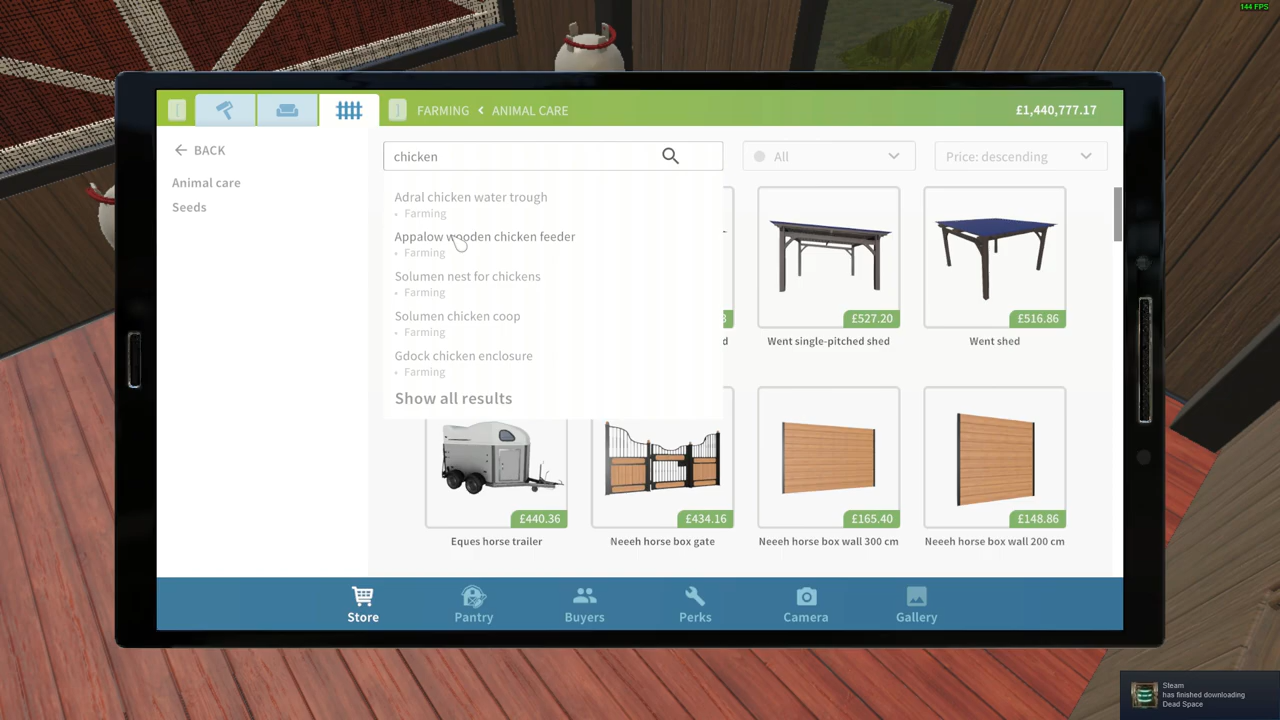 144 FPS
FARMING < ANIMAL CARE
£1,440,777.17
BACK
Animal care
Seeds
chicken
All
Price: descending
Adral chicken water trough
• Farming
Appalow wooden chicken feeder
• Farming
Solumen nest for chickens
• Farming
Solumen chicken coop
• Farming
Gdock chicken enclosure
• Farming
Show all results
£527.20
£516.86
Went single-pitched shed
Went shed
£440.36
£434.16
£165.40
£148.86
Eques horse trailer
Neeeh horse box gate
Neeeh horse box wall 300 cm
Neeeh horse box wall 200 cm
Store
Pantry
Buyers
Perks
Camera
Gallery
Steam
has finished downloading
Dead Space